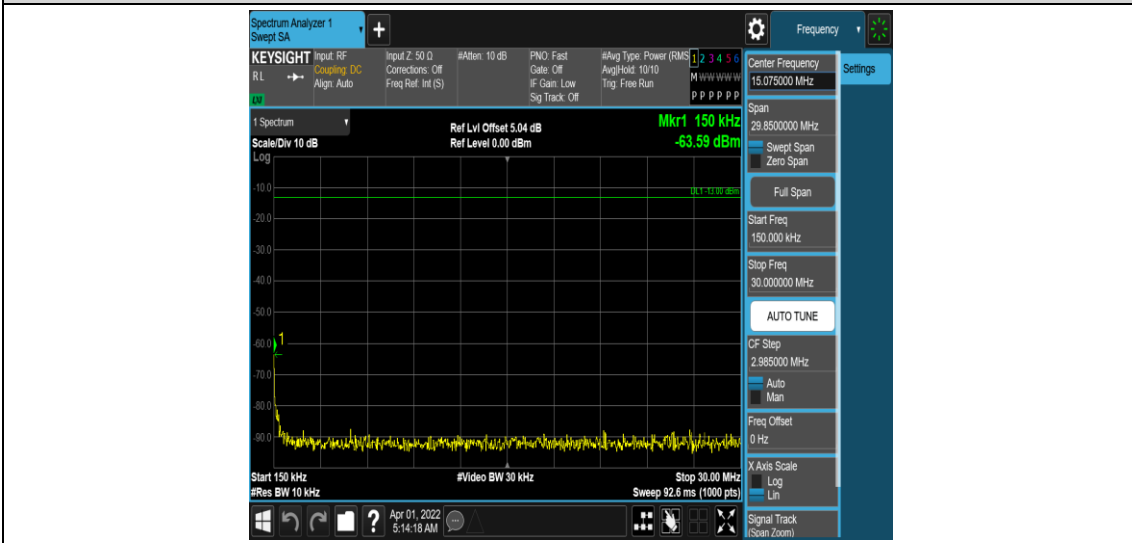 Spectrum Analyzer 1
Swept SA
+
Frequency
KEYSIGHT
RL
LXI
Input: RF
Coupling: DC
Align: Auto
Input Z: 50 Ω
Corrections: Off
Freq Ref: Int (S)
#Atten: 10 dB
PNO: Fast
Gate: Off
IF Gain: Low
Sig Track: Off
#Avg Type: Power (RMS
Avg|Hold: 10/10
Trig: Free Run
1 2 3 4 5 6
M W W W W W
P P P P P P
1 Spectrum
Scale/Div 10 dB
Log
Ref Lvl Offset 5.04 dB
Ref Level 0.00 dBm
Mkr1 150 kHz
-63.59 dBm
DL1 -13.00 dBm
-10.0
-20.0
-30.0
-40.0
-50.0
-60.0
1
-70.0
-80.0
-90.0
Start 150 kHz
#Res BW 10 kHz
#Video BW 30 kHz
Stop 30.00 MHz
Sweep 92.6 ms (1000 pts)
?
Apr 01, 2022
5:14:18 AM
Center Frequency
15.075000 MHz
Settings
Span
29.8500000 MHz
Swept Span
Zero Span
Full Span
Start Freq
150.000 kHz
Stop Freq
30.000000 MHz
AUTO TUNE
CF Step
2.985000 MHz
Auto
Man
Freq Offset
0 Hz
X Axis Scale
Log
Lin
Signal Track
(Span Zoom)